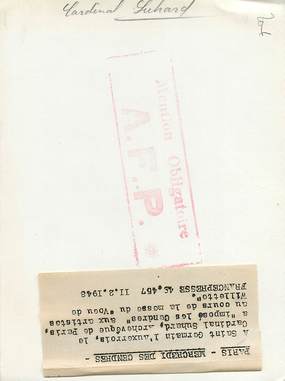 Cardinal Suhard
Mention Obligatoire
A.F.P.
PARIS - MERCREDI DES CENDRES -
A Saint Germain l'Auxerrois, le
Cardinal Suhard, archevêque de Paris,
a "imposé les Cendres" aux artistes
au cours de la messe du "Voeu de
Willette".
FRANCEPRESSE 45.457 11.2.1948